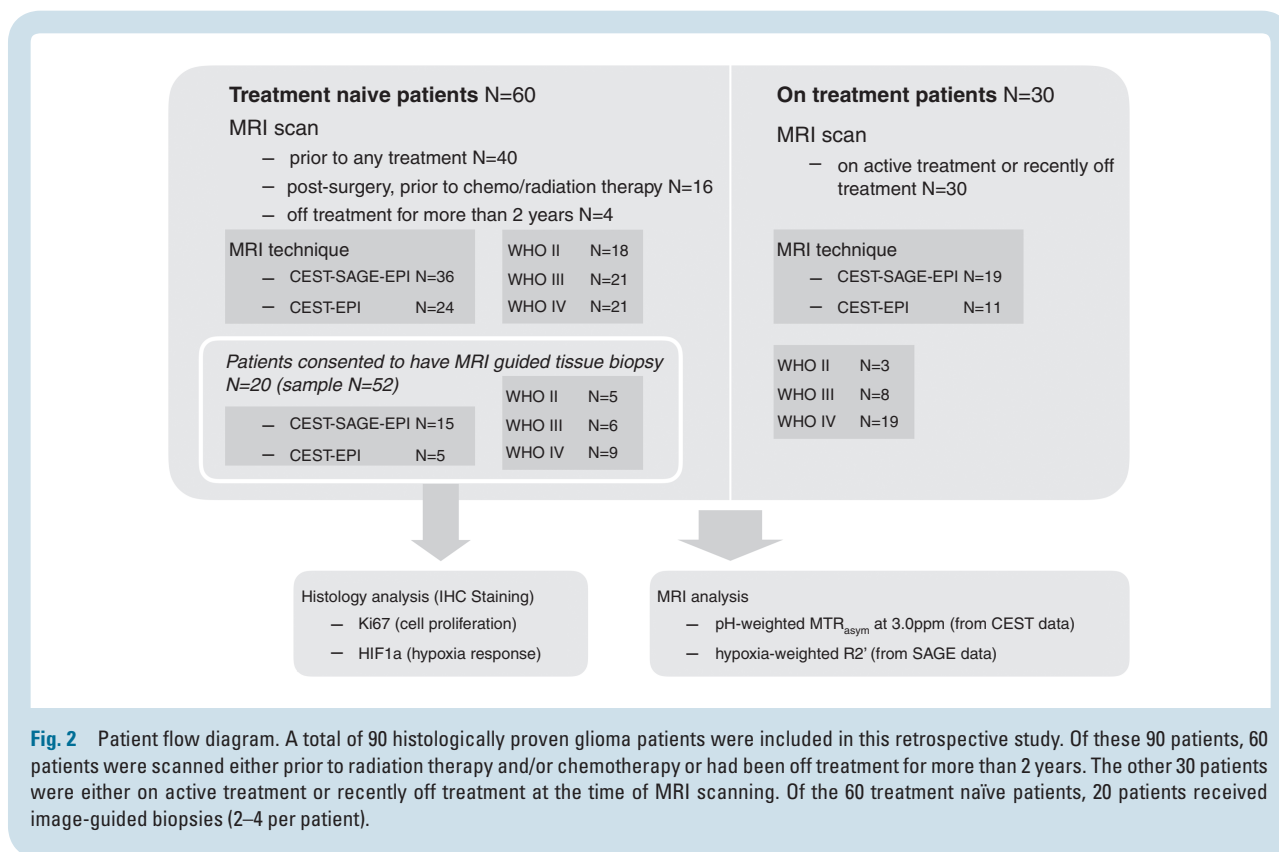 Treatment naive patients N=60
MRI scan
– prior to any treatment N=40
– post-surgery, prior to chemo/radiation therapy N=16
– off treatment for more than 2 years N=4
MRI technique
– CEST-SAGE-EPI N=36
– CEST-EPI N=24
WHO II N=18
WHO III N=21
WHO IV N=21
Patients consented to have MRI guided tissue biopsy
N=20 (sample N=52)
– CEST-SAGE-EPI N=15
– CEST-EPI N=5
WHO II N=5
WHO III N=6
WHO IV N=9
On treatment patients N=30
MRI scan
– on active treatment or recently off
treatment N=30
MRI technique
– CEST-SAGE-EPI N=19
– CEST-EPI N=11
WHO II N=3
WHO III N=8
WHO IV N=19
Histology analysis (IHC Staining)
– Ki67 (cell proliferation)
– HIF1a (hypoxia response)
MRI analysis
– pH-weighted MTRasym at 3.0ppm (from CEST data)
– hypoxia-weighted R2' (from SAGE data)
Fig. 2 Patient flow diagram. A total of 90 histologically proven glioma patients were included in this retrospective study. Of these 90 patients, 60
patients were scanned either prior to radiation therapy and/or chemotherapy or had been off treatment for more than 2 years. The other 30 patients
were either on active treatment or recently off treatment at the time of MRI scanning. Of the 60 treatment naïve patients, 20 patients received
image-guided biopsies (2–4 per patient).